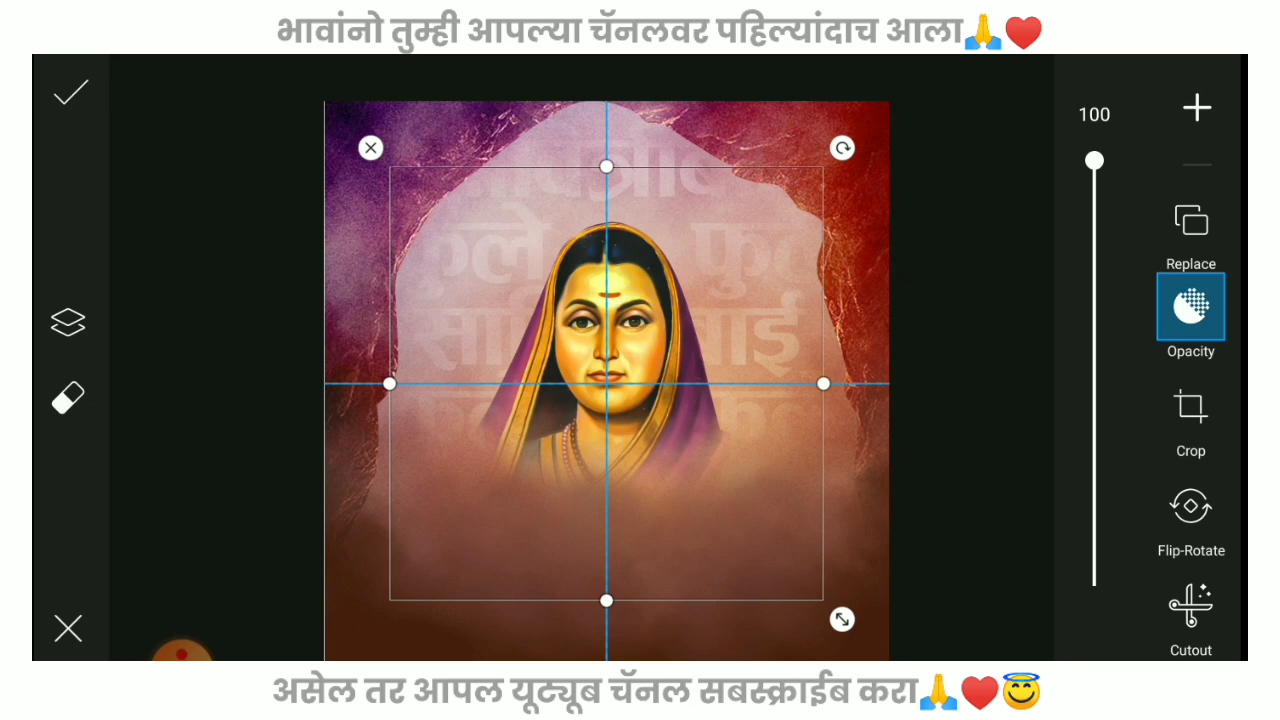 भावांनो तुम्ही आपल्या चॅनलवर पहिल्यांदाच आला🙏♥️
100
Replace
फुले फुले
सावित्रीबाई
Opacity
Crop
Flip-Rotate
Cutout
असेल तर आपल यूट्यूब चॅनल सबस्क्राईब करा🙏♥️😇